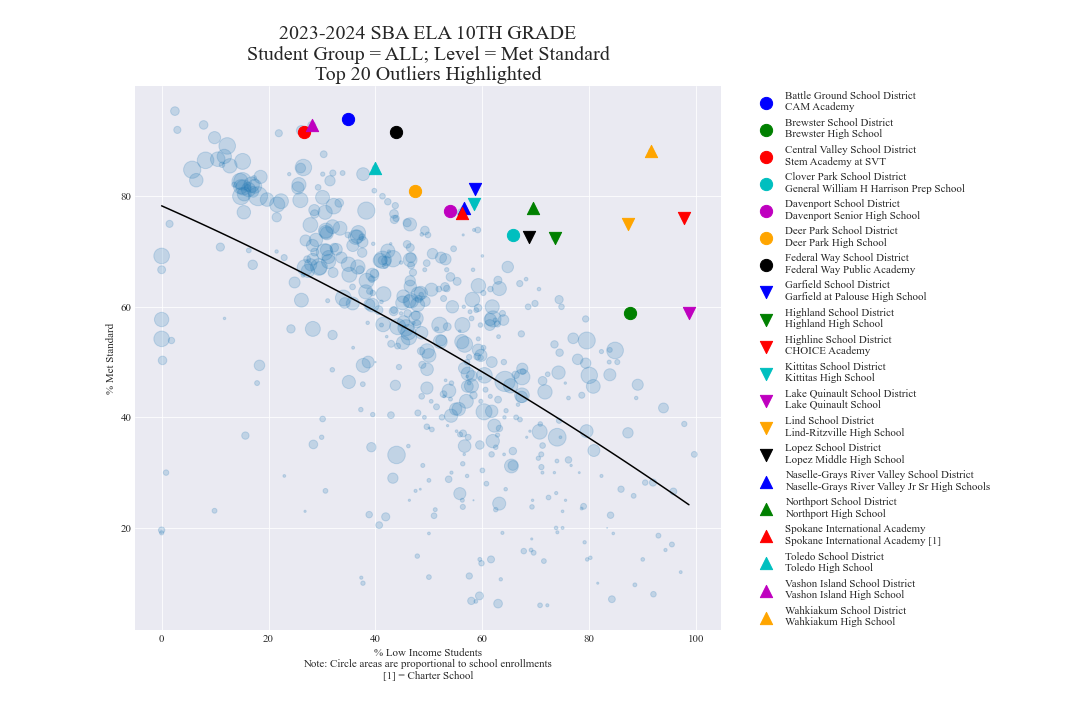 2023-2024 SBA ELA 10TH GRADE
Student Group = ALL; Level = Met Standard
Top 20 Outliers Highlighted
% Met Standard
80
60
40
20
0
20
40
60
80
100
% Low Income Students
Note: Circle areas are proportional to school enrollments
[1] = Charter School
Battle Ground School District
CAM Academy
Brewster School District
Brewster High School
Central Valley School District
Stem Academy at SVT
Clover Park School District
General William H Harrison Prep School
Davenport School District
Davenport Senior High School
Deer Park School District
Deer Park High School
Federal Way School District
Federal Way Public Academy
Garfield School District
Garfield at Palouse High School
Highland School District
Highland High School
Highline School District
CHOICE Academy
Kittitas School District
Kittitas High School
Lake Quinault School District
Lake Quinault School
Lind School District
Lind-Ritzville High School
Lopez School District
Lopez Middle High School
Naselle-Grays River Valley School District
Naselle-Grays River Valley Jr Sr High Schools
Northport School District
Northport High School
Spokane International Academy
Spokane International Academy [1]
Toledo School District
Toledo High School
Vashon Island School District
Vashon Island High School
Wahkiakum School District
Wahkiakum High School